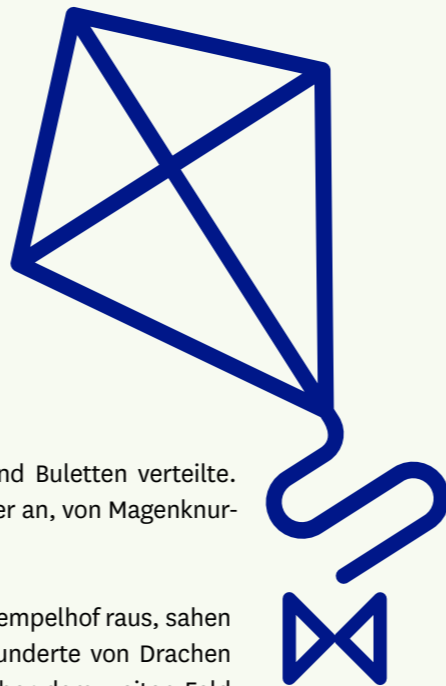 nd Buletten verteilte.
er an, von Magenknur-
empelhof raus, sahen
underte von Drachen